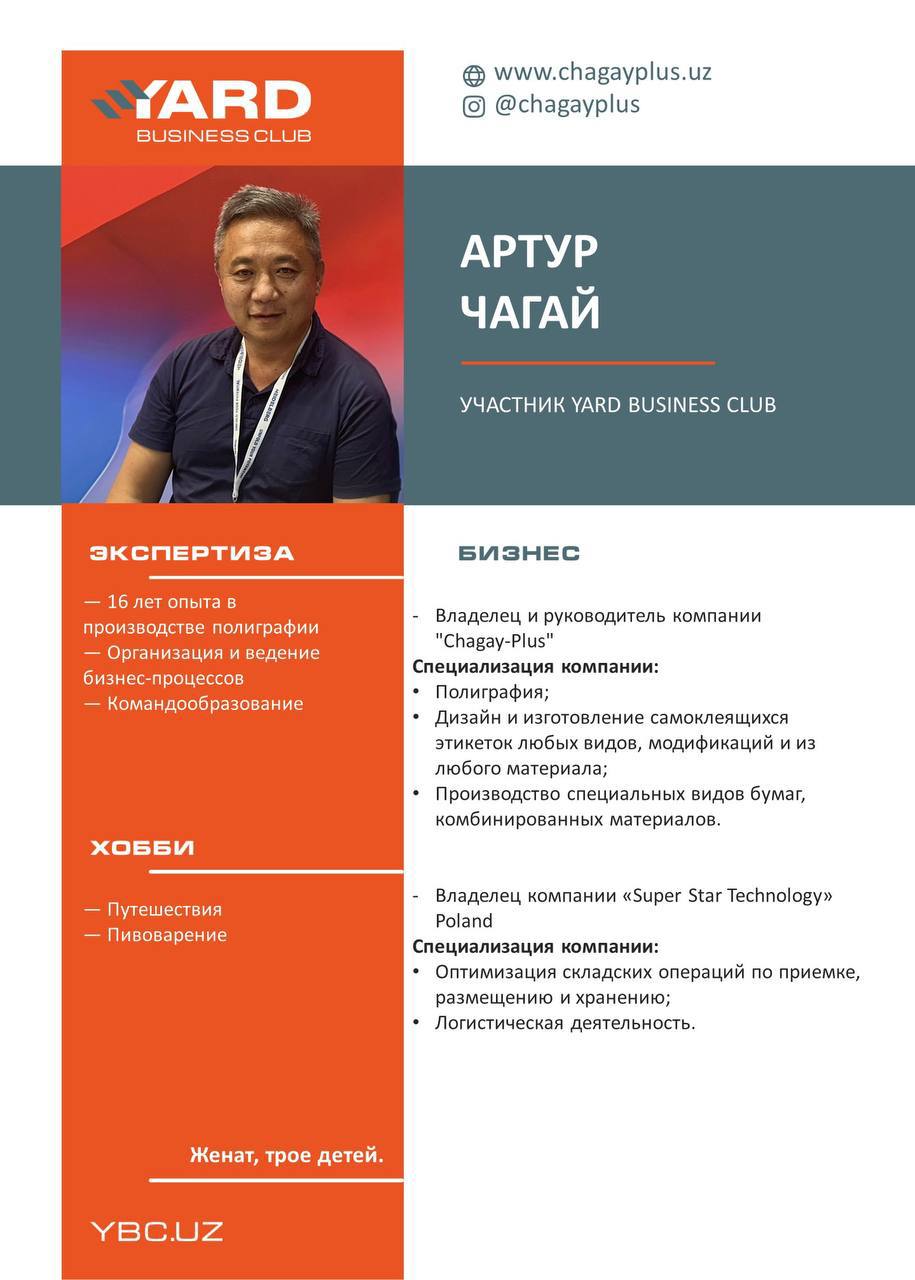 YARD
BUSINESS CLUB
www.chagayplus.uz
@chagayplus
АРТУР
ЧАГАЙ
УЧАСТНИК YARD BUSINESS CLUB
ЭКСПЕРТИЗА
— 16 лет опыта в
производстве полиграфии
— Организация и ведение
бизнес-процессов
— Командообразование
ХОББИ
— Путешествия
— Пивоварение
Женат, трое детей.
YBC.UZ
БИЗНЕС
- Владелец и руководитель компании
"Chagay-Plus"
Специализация компании:
• Полиграфия;
• Дизайн и изготовление самоклеящихся
этикеток любых видов, модификаций и из
любого материала;
• Производство специальных видов бумаг,
комбинированных материалов.
- Владелец компании «Super Star Technology»
Poland
Специализация компании:
• Оптимизация складских операций по приемке,
размещению и хранению;
• Логистическая деятельность.